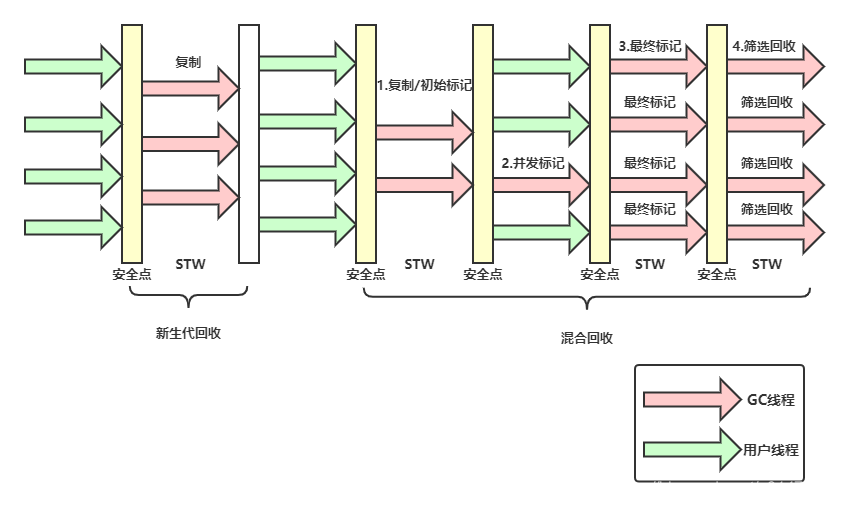 复制
1.复制/初始标记
3.最终标记
4.筛选回收
最终标记
筛选回收
2.并发标记
最终标记
筛选回收
最终标记
筛选回收
STW
STW
STW
STW
安全点
安全点
安全点
安全点
安全点
新生代回收
混合回收
GC线程
用户线程